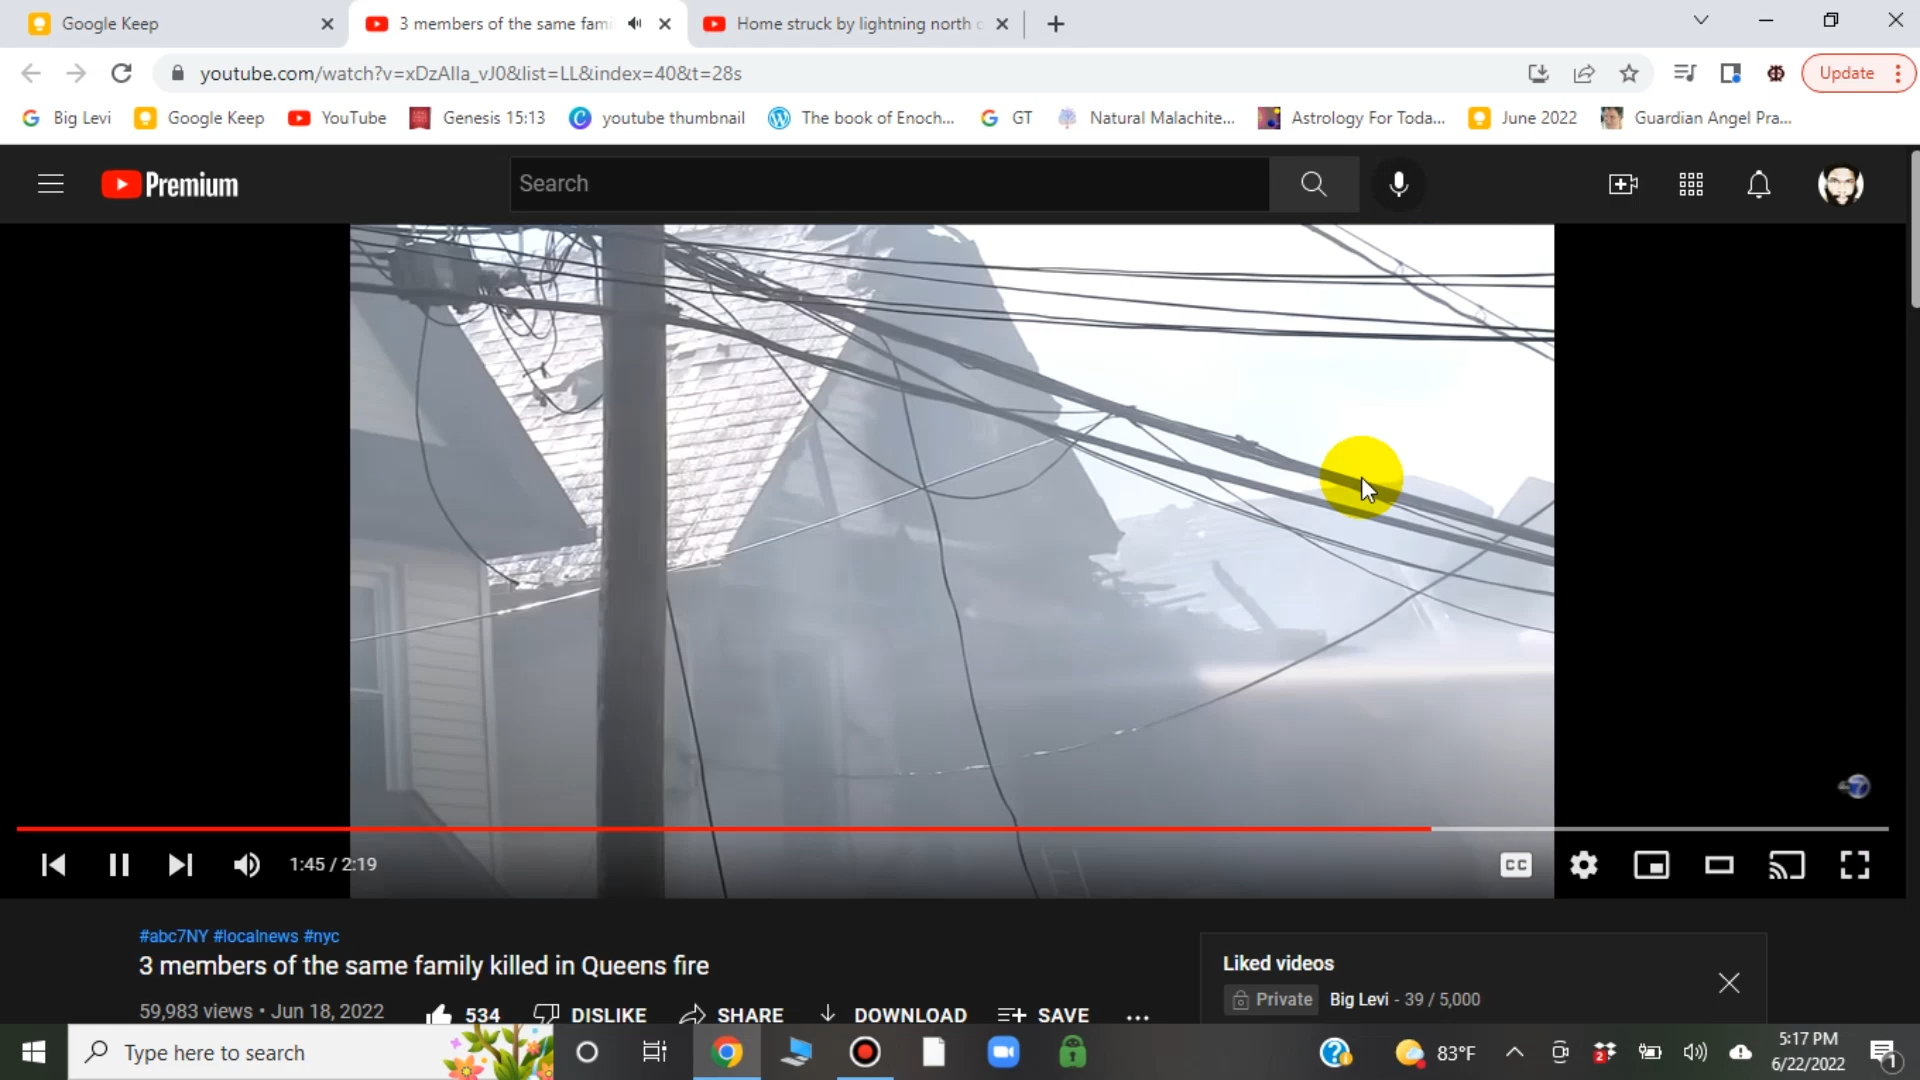 Google Keep
3 members of the same fami
Home struck by lightning north
youtube.com/watch?v=xDzAlla_vJ0&list=LL&index=40&t=28s
Update
Big Levi
Google Keep
YouTube
Genesis 15:13
youtube thumbnail
The book of Enoch...
GT
Natural Malachite...
Astrology For Toda...
June 2022
Guardian Angel Pra...
Premium
Search
7
1:45 / 2:19
CC
#abc7NY #localnews #nyc
3 members of the same family killed in Queens fire
59,983 views • Jun 18, 2022
534
DISLIKE
SHARE
DOWNLOAD
SAVE
Liked videos
Private
Big Levi - 39 / 5,000
Type here to search
2
83°F
5:17 PM
6/22/2022
1